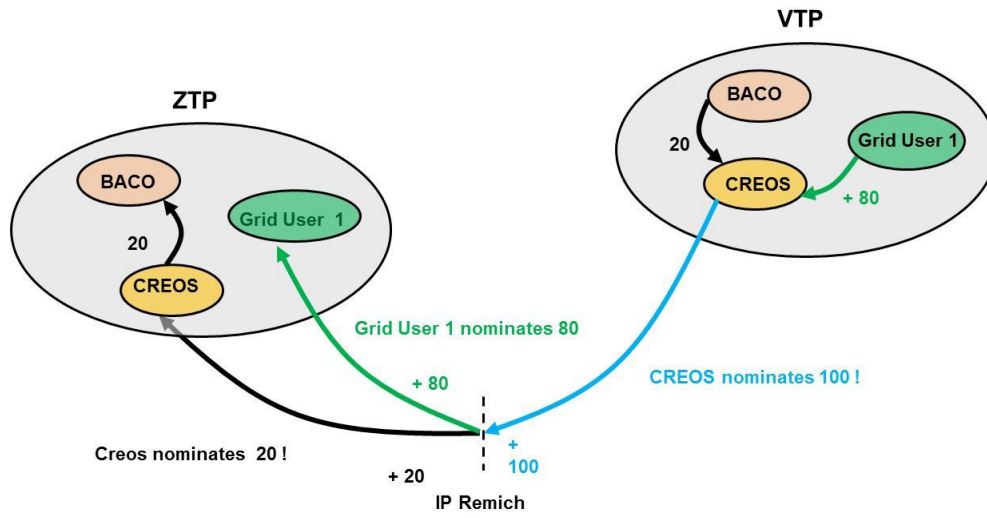 VTP
ZTP
BACO
20
Grid User 1
CREOS
+ 80
BACO
Grid User 1
20
CREOS
Grid User 1 nominates 80
CREOS nominates 100 !
+ 80
Creos nominates 20 !
+
100
+ 20
IP Remich